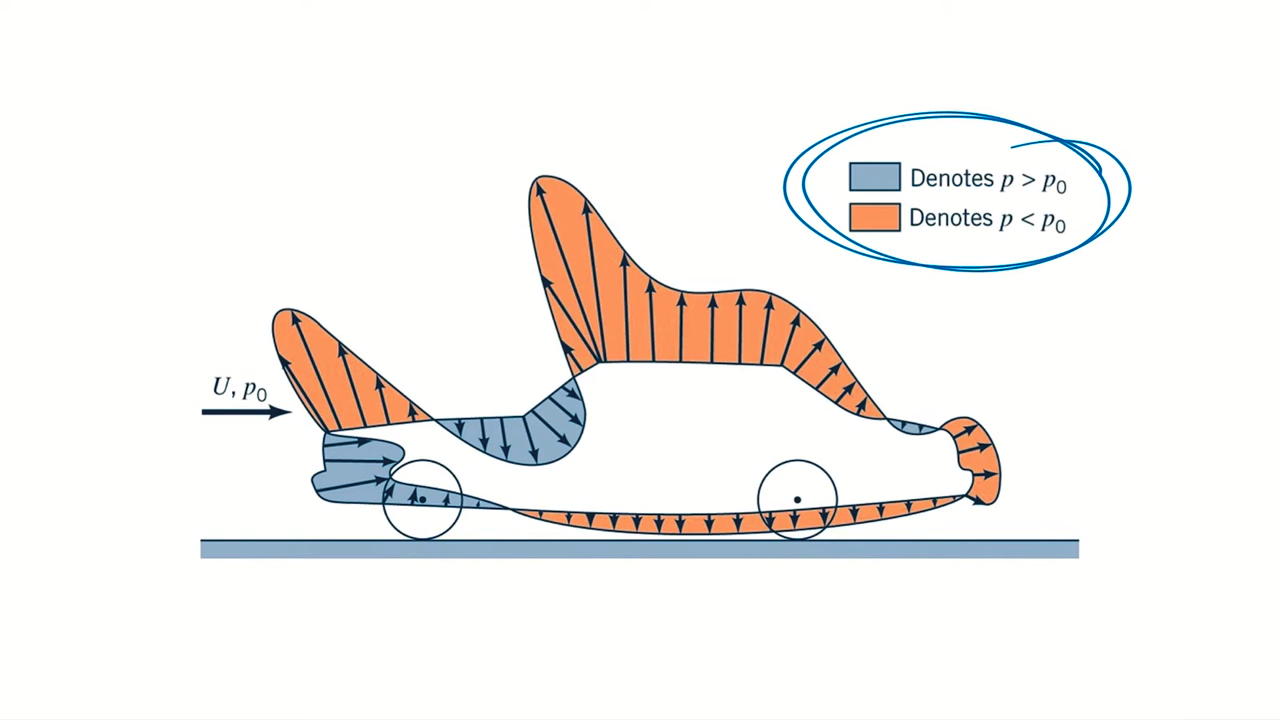 Denotes p > p₀
Denotes p < p₀
U, p₀